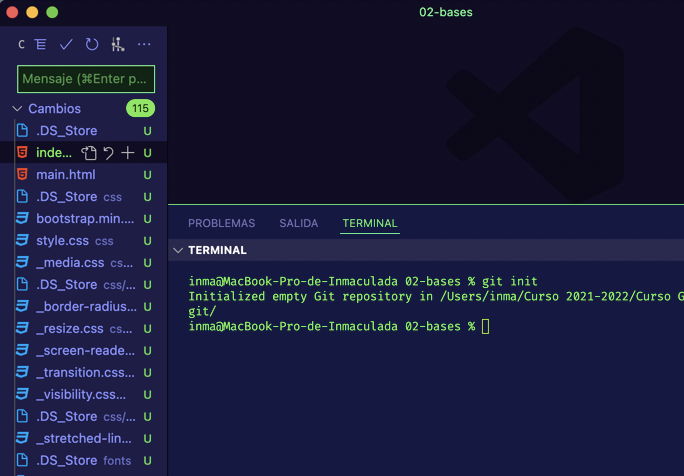 02-bases
C
Mensaje (⌘Enter p...
Cambios 115
.DS_Store U
inde... U
main.html U
.DS_Store css U
bootstrap.min.... U
style.css css U
_media.css cs... U
.DS_Store css/... U
_border-radius... U
_resize.css cs... U
_screen-reade... U
_transition.css... U
_visibility.css... U
.DS_Store css/... U
_stretched-lin... U
.DS_Store fonts U
PROBLEMAS SALIDA TERMINAL
TERMINAL
inma@MacBook-Pro-de-Inmaculada 02-bases % git init
Initialized empty Git repository in /Users/inma/Curso 2021-2022/Curso G
git/
inma@MacBook-Pro-de-Inmaculada 02-bases %